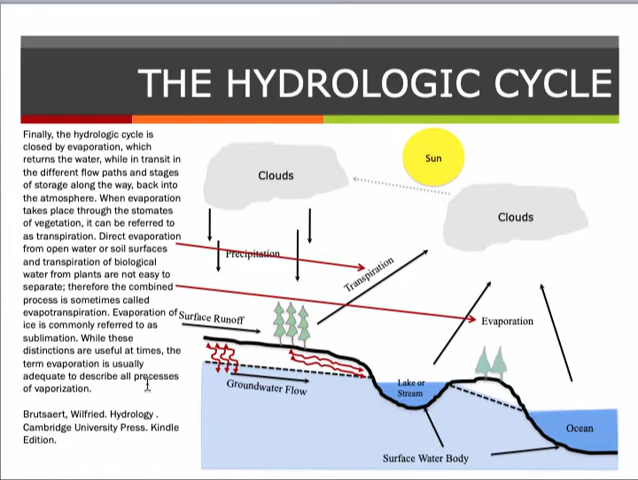 THE HYDROLOGIC CYCLE
Finally, the hydrologic cycle is
closed by evaporation, which
returns the water, while in transit in
the different flow paths and stages
of storage along the way, back into
the atmosphere. When evaporation
takes place through the stomates
of vegetation, it can be referred to
as transpiration. Direct evaporation
from open water or soil surfaces
and transpiration of biological
water from plants are not easy to
separate; therefore the combined
process is sometimes called
evapotranspiration. Evaporation of
ice is commonly referred to as
sublimation. While these
distinctions are useful at times, the
term evaporation is usually
adequate to describe all processes
of vaporization.
Brutsaert, Wilfried. Hydrology .
Cambridge University Press. Kindle
Edition.
Sun
Clouds
Clouds
Precipitation
Transpiration
Surface Runoff
Evaporation
Groundwater Flow
Lake or
Stream
Ocean
Surface Water Body